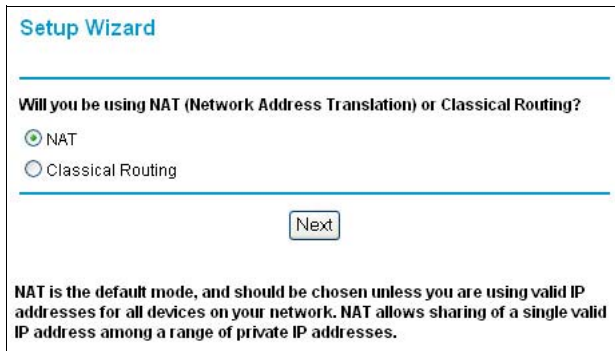 Setup Wizard
Will you be using NAT (Network Address Translation) or Classical Routing?
NAT
Classical Routing
Next
NAT is the default mode, and should be chosen unless you are using valid IP
addresses for all devices on your network. NAT allows sharing of a single valid
IP address among a range of private IP addresses.